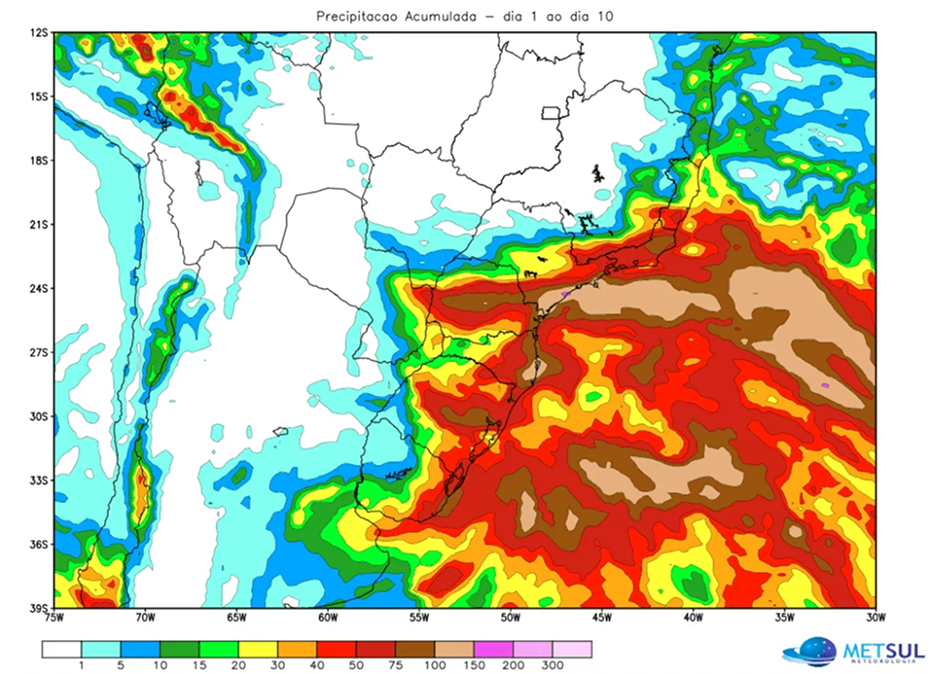 Precipitacao Acumulada – dia 1 ao dia 10
12S
15S
18S
21S
24S
27S
30S
33S
36S
39S
75W 70W 65W 60W 55W 50W 45W 40W 35W 30W
1 5 10 15 20 30 40 50 75 100 150 200 300
METSUL
METEOROLOGIA